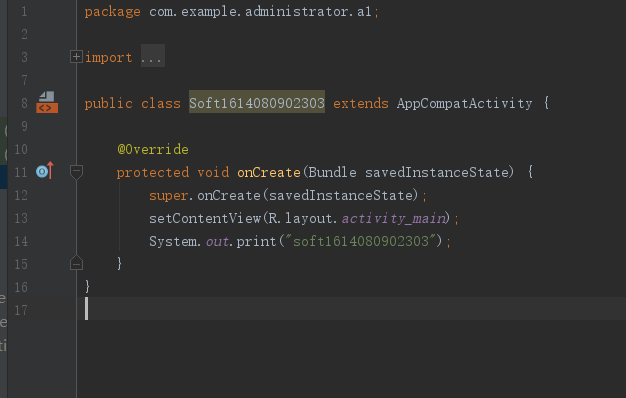 1 package com.example.administrator.a1;
2
3 import ...
7
8 public class Soft1614080902303 extends AppCompatActivity {
9
10 @Override
11 protected void onCreate(Bundle savedInstanceState) {
12 super.onCreate(savedInstanceState);
13 setContentView(R.layout.activity_main);
14 System.out.print("soft1614080902303");
15 }
16 }
17